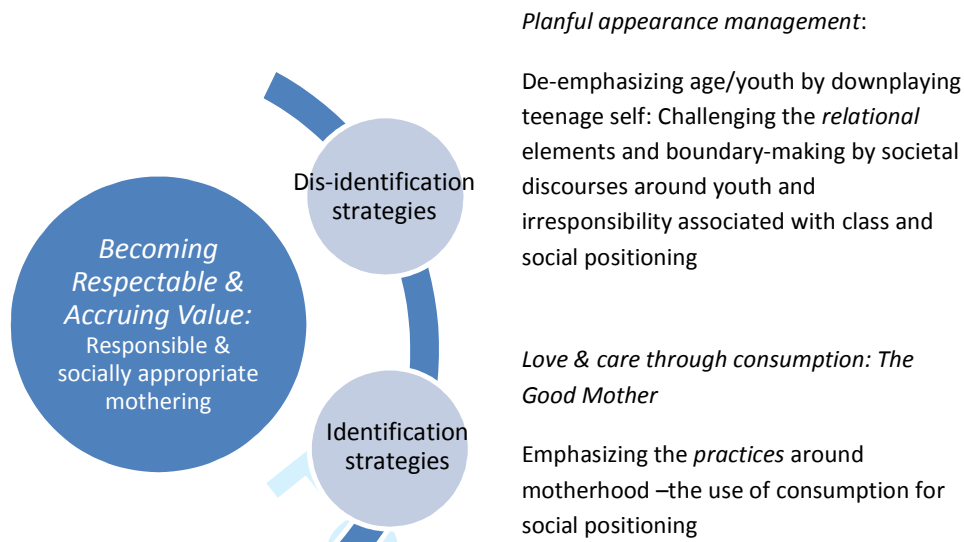 Becoming
Respectable &
Accruing Value:
Responsible &
socially appropriate
mothering
Dis-identification
strategies
Planful appearance management:
De-emphasizing age/youth by downplaying
teenage self: Challenging the relational
elements and boundary-making by societal
discourses around youth and
irresponsibility associated with class and
social positioning
Identification
strategies
Love & care through consumption: The
Good Mother
Emphasizing the practices around
motherhood –the use of consumption for
social positioning